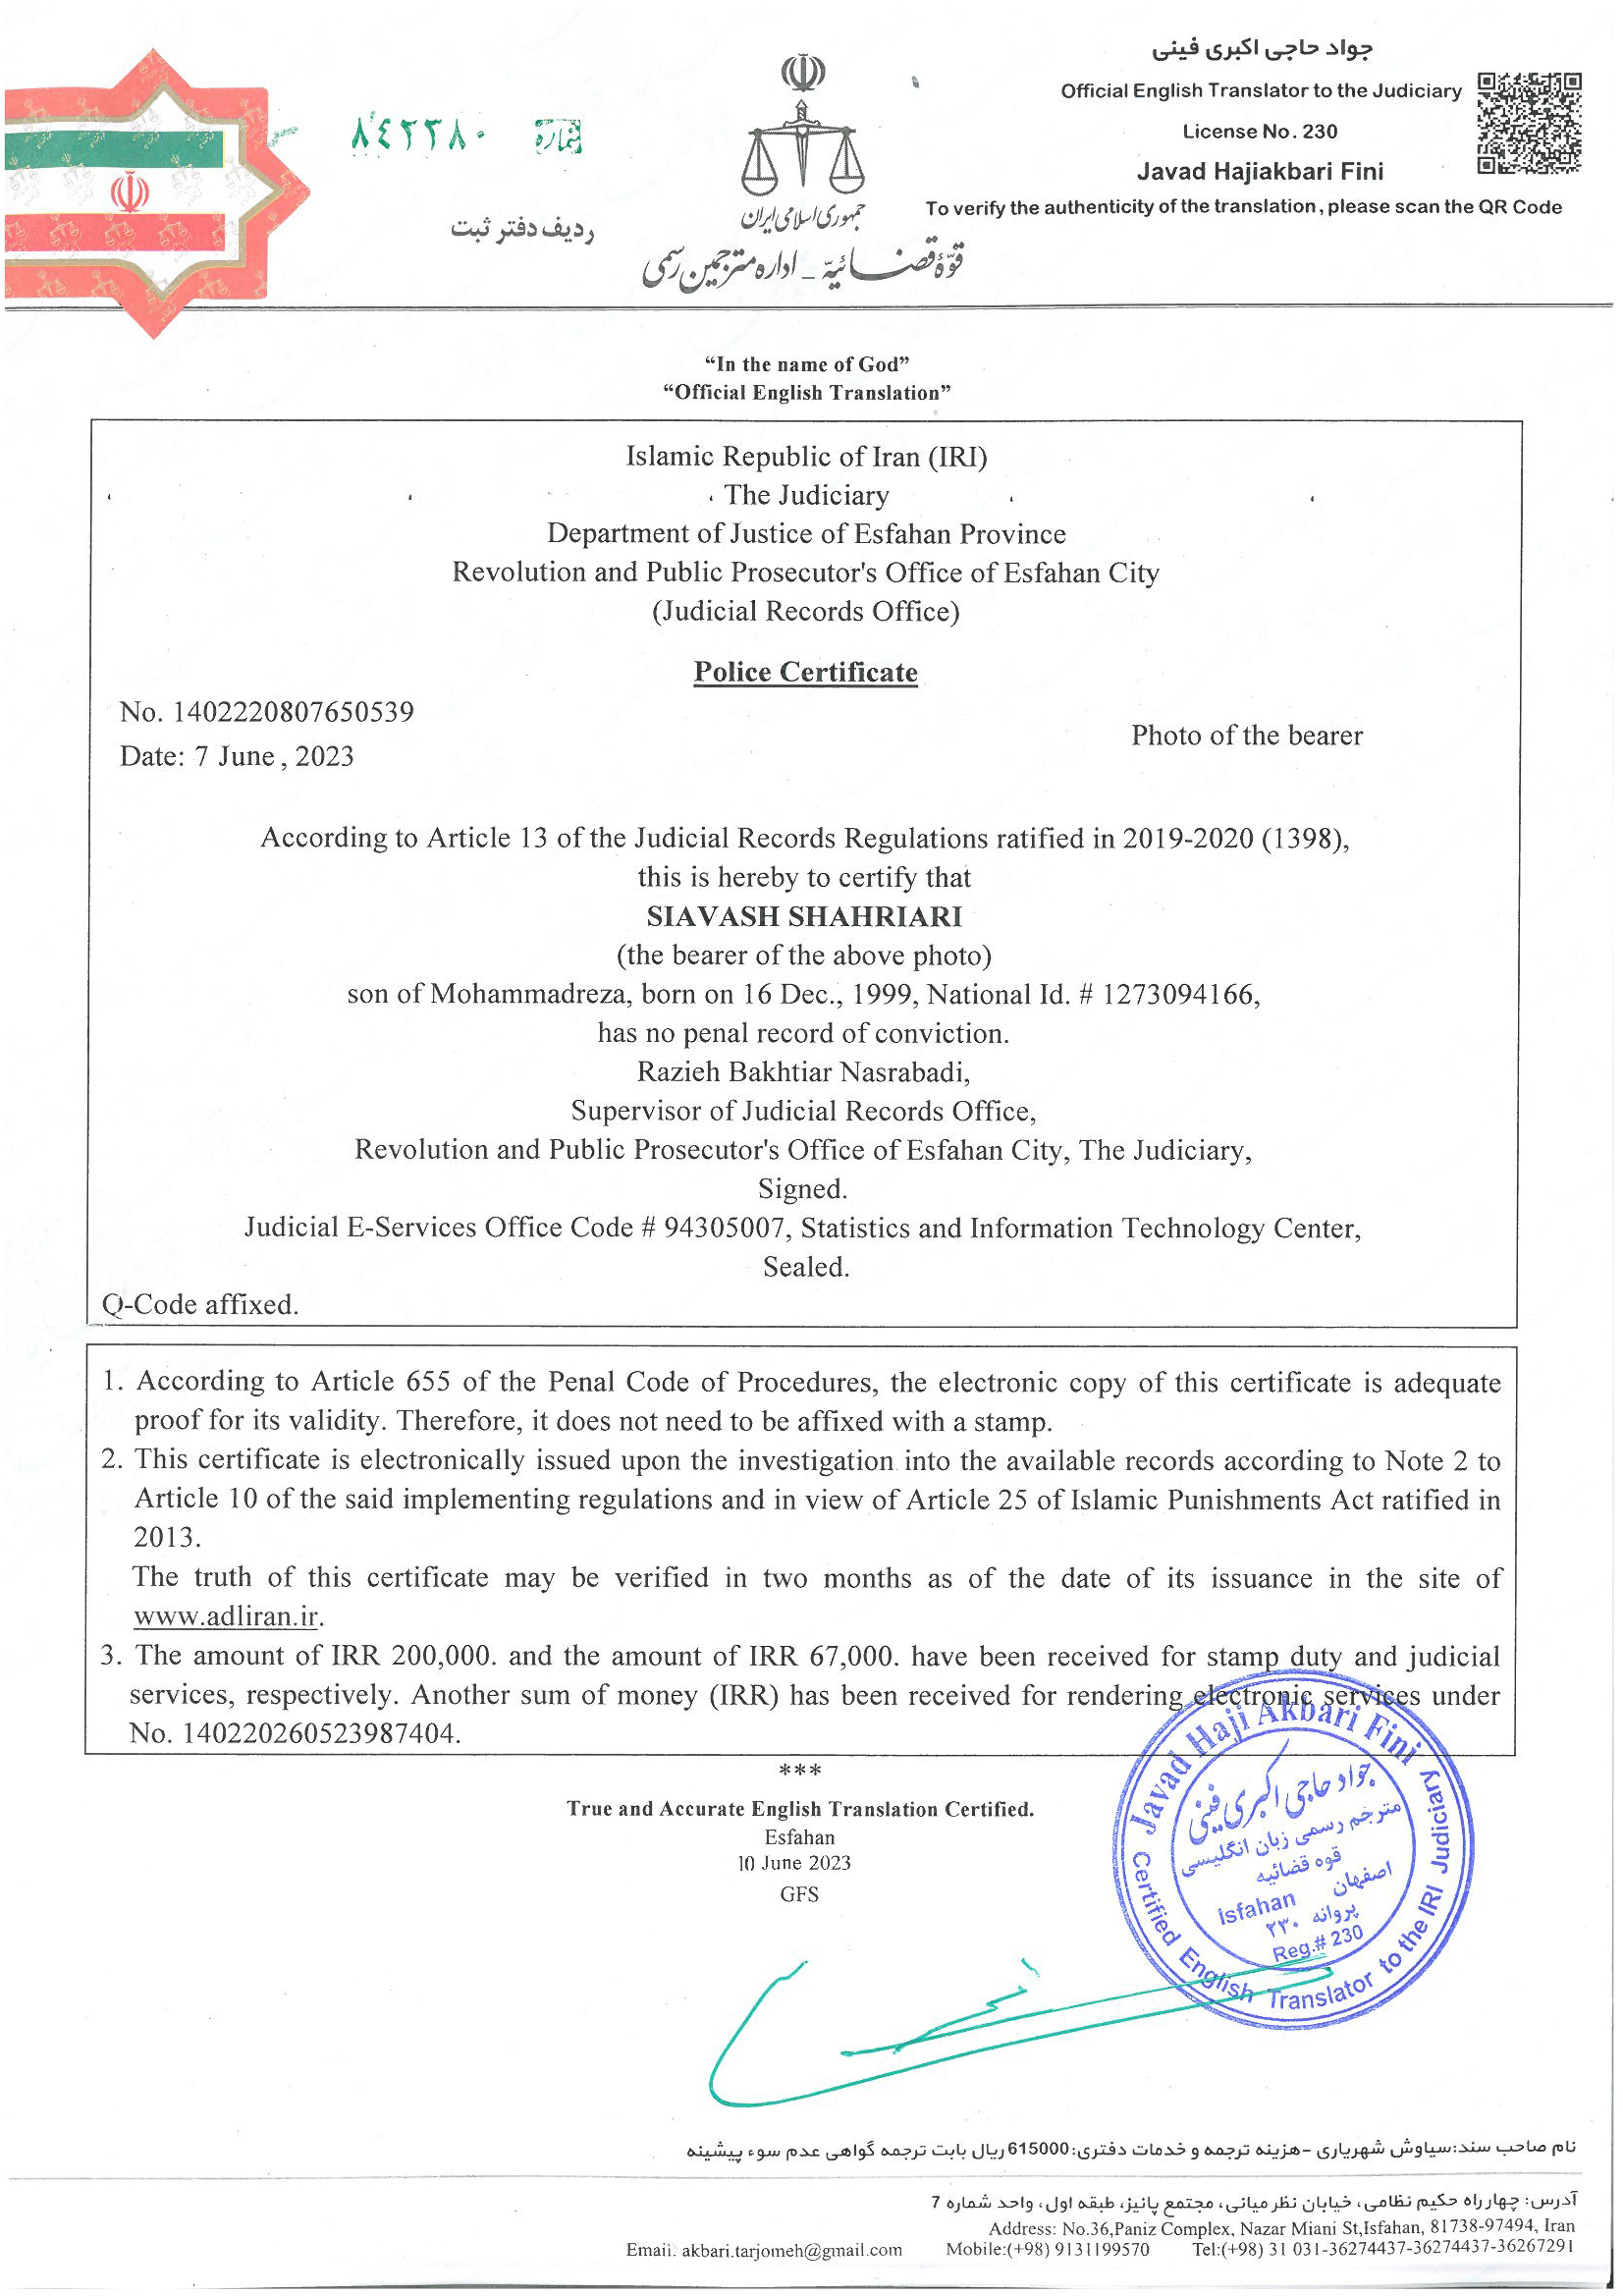 جواد حاجی اکبری فینی
Official English Translator to the Judiciary
License No. 230
Javad Hajiakbari Fini
To verify the authenticity of the translation, please scan the QR Code
جمهوری اسلامی ایران
قوّۀ قضائیّه - اداره مترجمین رسمی
شماره ۸۴۲۲۸۰
ردیف دفتر ثبت
“In the name of God”
“Official English Translation”
Islamic Republic of Iran (IRI)
The Judiciary
Department of Justice of Esfahan Province
Revolution and Public Prosecutor's Office of Esfahan City
(Judicial Records Office)
Police Certificate
No. 1402220807650539
Photo of the bearer
Date: 7 June , 2023
According to Article 13 of the Judicial Records Regulations ratified in 2019-2020 (1398),
this is hereby to certify that
SIAVASH SHAHRIARI
(the bearer of the above photo)
son of Mohammadreza, born on 16 Dec., 1999, National Id. # 1273094166,
has no penal record of conviction.
Razieh Bakhtiar Nasrabadi,
Supervisor of Judicial Records Office,
Revolution and Public Prosecutor's Office of Esfahan City, The Judiciary,
Signed.
Judicial E-Services Office Code # 94305007, Statistics and Information Technology Center,
Sealed.
Q-Code affixed.
1. According to Article 655 of the Penal Code of Procedures, the electronic copy of this certificate is adequate
proof for its validity. Therefore, it does not need to be affixed with a stamp.
2. This certificate is electronically issued upon the investigation into the available records according to Note 2 to
Article 10 of the said implementing regulations and in view of Article 25 of Islamic Punishments Act ratified in
2013.
The truth of this certificate may be verified in two months as of the date of its issuance in the site of
www.adliran.ir.
3. The amount of IRR 200,000. and the amount of IRR 67,000. have been received for stamp duty and judicial
services, respectively. Another sum of money (IRR) has been received for rendering electronic services under
No. 140220260523987404.
***
True and Accurate English Translation Certified.
Esfahan
10 June 2023
GFS
Javad Haji Akbari Fini
Certified English Translator to the IRI Judiciary
جواد حاجی اکبری فینی
مترجم رسمی زبان انگلیسی
قوه قضائیه
Isfahan اصفهان
پروانه ۲۳۰
Reg.# 230
نام صاحب سند:سیاوش شهریاری -هزینه ترجمه و خدمات دفتری:615000ریال بابت ترجمه گواهی عدم سوء پیشینه
آدرس: چهارراه حکیم نظامی، خیابان نظر میانی، مجتمع پانیز، طبقه اول، واحد شماره 7
Address: No.36,Paniz Complex, Nazar Miani St,Isfahan, 81738-97494, Iran
Email: akbari.tarjomeh@gmail.com Mobile:(+98) 9131199570 Tel:(+98) 31 031-36274437-36274437-36267291